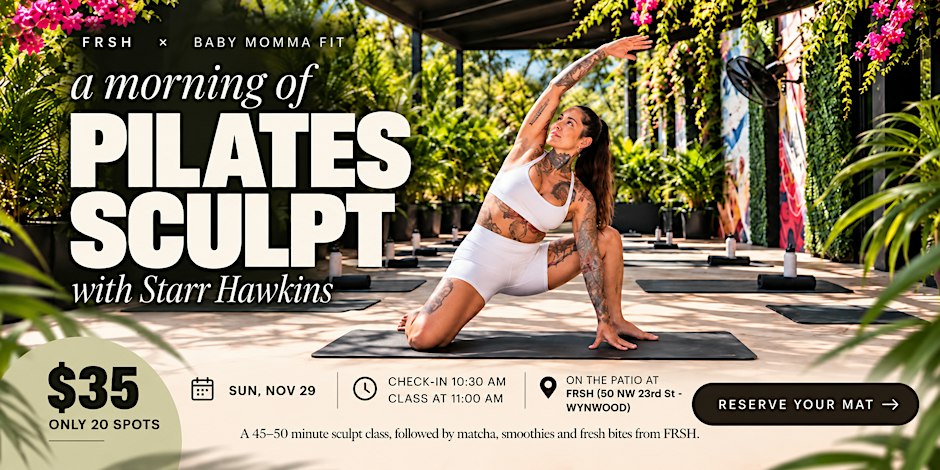 FRSH × BABY MOMMA FIT
a morning of
PILATES
SCULPT
with Starr Hawkins
$35
ONLY 20 SPOTS
SUN, NOV 29
CHECK-IN 10:30 AM
CLASS AT 11:00 AM
ON THE PATIO AT
FRSH (50 NW 23rd St -
WYNWOOD)
RESERVE YOUR MAT →
A 45–50 minute sculpt class, followed by matcha, smoothies and fresh bites from FRSH.